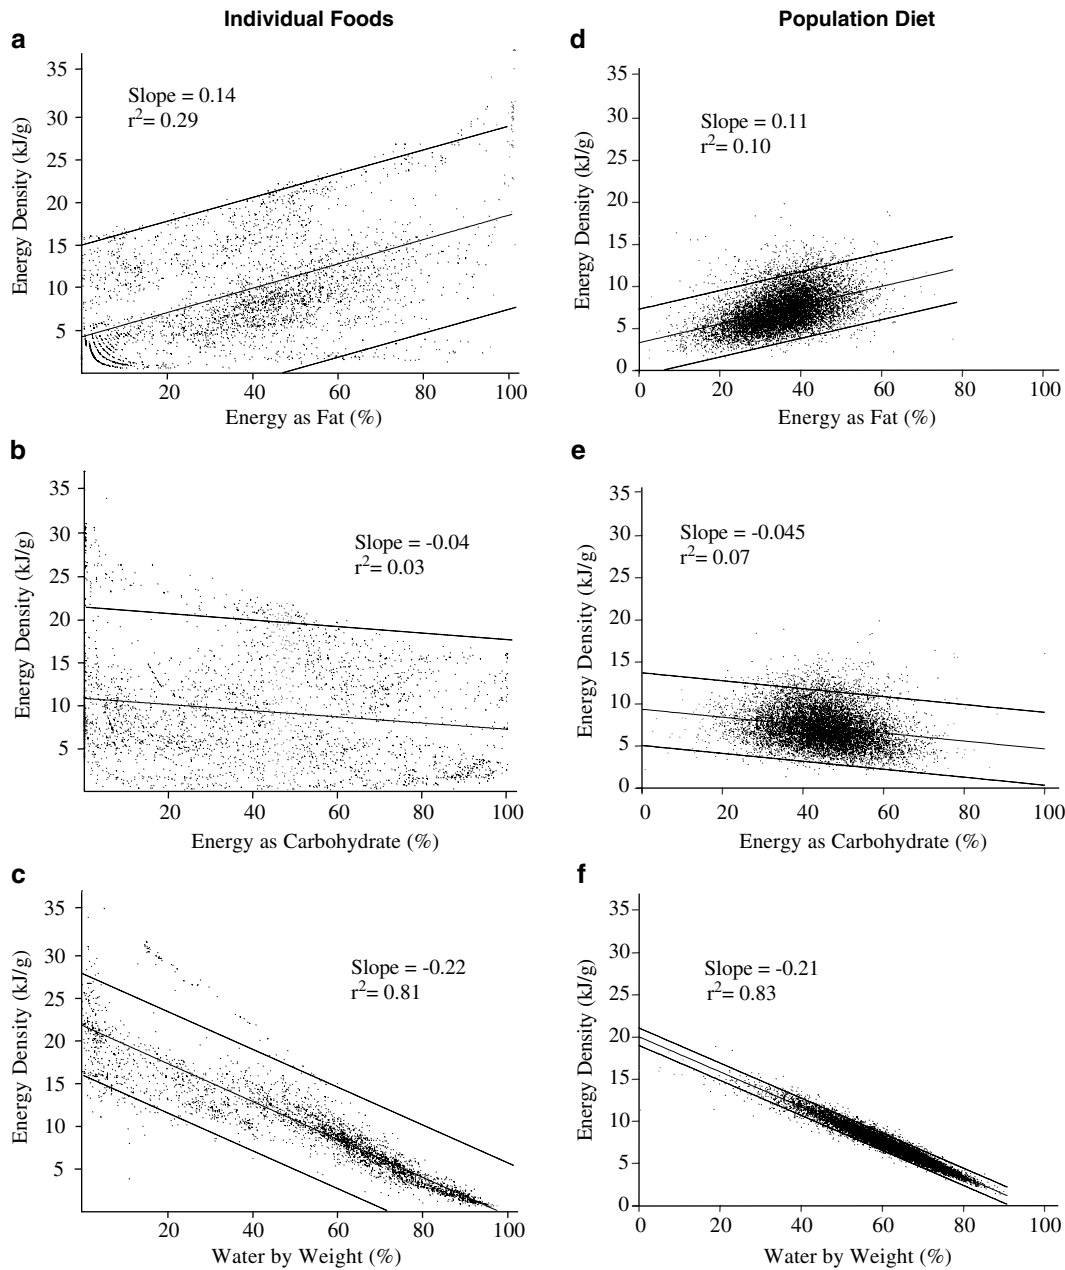 Individual Foods
a
35
30
25
20
15
10
5
Energy Density (kJ/g)
Slope = 0.14
r2= 0.29
20 40 60 80 100
Energy as Fat (%)
b
35
30
25
20
15
10
5
Energy Density (kJ/g)
Slope = -0.04
r2= 0.03
20 40 60 80 100
Energy as Carbohydrate (%)
c
35
30
25
20
15
10
5
Energy Density (kJ/g)
Slope = -0.22
r2= 0.81
20 40 60 80 100
Water by Weight (%)
Population Diet
d
35
30
25
20
15
10
5
0
Energy Density (kJ/g)
Slope = 0.11
r2= 0.10
0 20 40 60 80 100
Energy as Fat (%)
e
35
30
25
20
15
10
5
0
Energy Density (kJ/g)
Slope = -0.045
r2= 0.07
0 20 40 60 80 100
Energy as Carbohydrate (%)
f
35
30
25
20
15
10
5
0
Energy Density (kJ/g)
Slope = -0.21
r2= 0.83
0 20 40 60 80 100
Water by Weight (%)